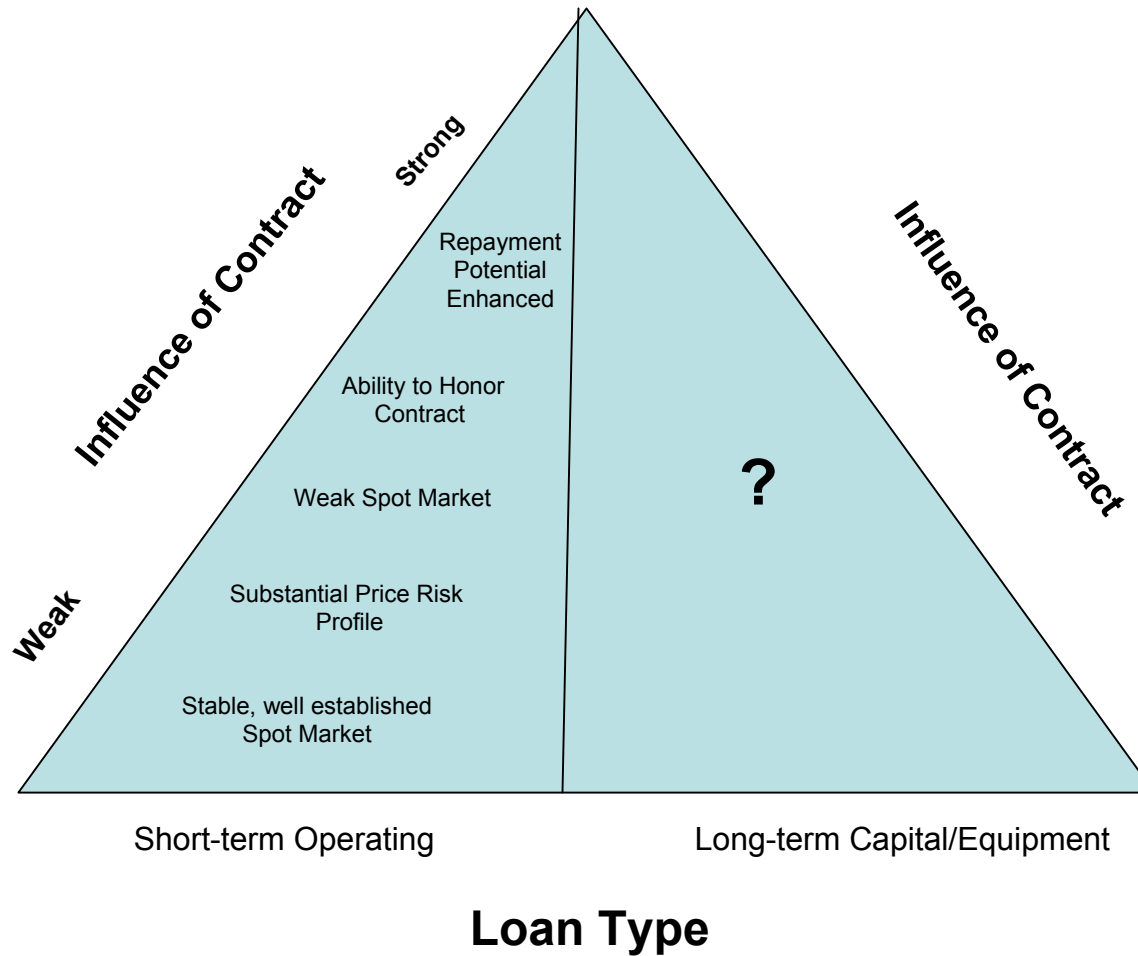 Strong
Influence of Contract
Weak
Repayment
Potential
Enhanced
Ability to Honor
Contract
Weak Spot Market
Substantial Price Risk
Profile
Stable, well established
Spot Market
?
Influence of Contract
Short-term Operating
Long-term Capital/Equipment
Loan Type